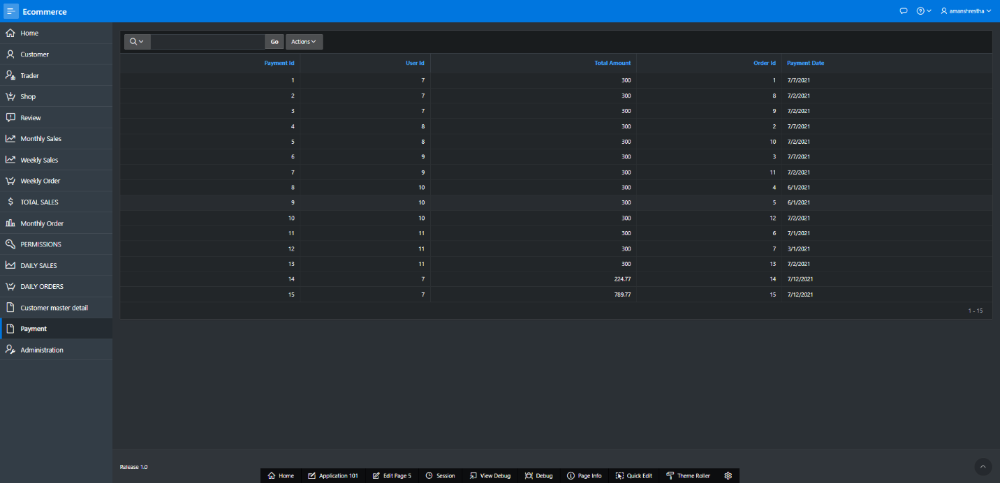 Ecommerce
amanshrestha
Home
Customer
Trader
Shop
Review
Monthly Sales
Weekly Sales
Weekly Order
TOTAL SALES
Monthly Order
PERMISSIONS
DAILY SALES
DAILY ORDERS
Customer master detail
Payment
Administration
Go Actions
Payment Id User Id Total Amount Order Id Payment Date
1 7 300 1 7/7/2021
2 7 300 8 7/2/2021
3 7 300 9 7/2/2021
4 8 300 2 7/7/2021
5 8 300 10 7/2/2021
6 9 300 3 7/7/2021
7 9 300 11 7/2/2021
8 10 300 4 6/1/2021
9 10 300 5 6/1/2021
10 10 300 12 7/2/2021
11 11 300 6 7/1/2021
12 11 300 7 3/1/2021
13 11 300 13 7/2/2021
14 7 224.77 14 7/12/2021
15 7 789.77 15 7/12/2021
1 - 15
Release 1.0
Home Application 101 Edit Page 5 Session View Debug Debug Page Info Quick Edit Theme Roller